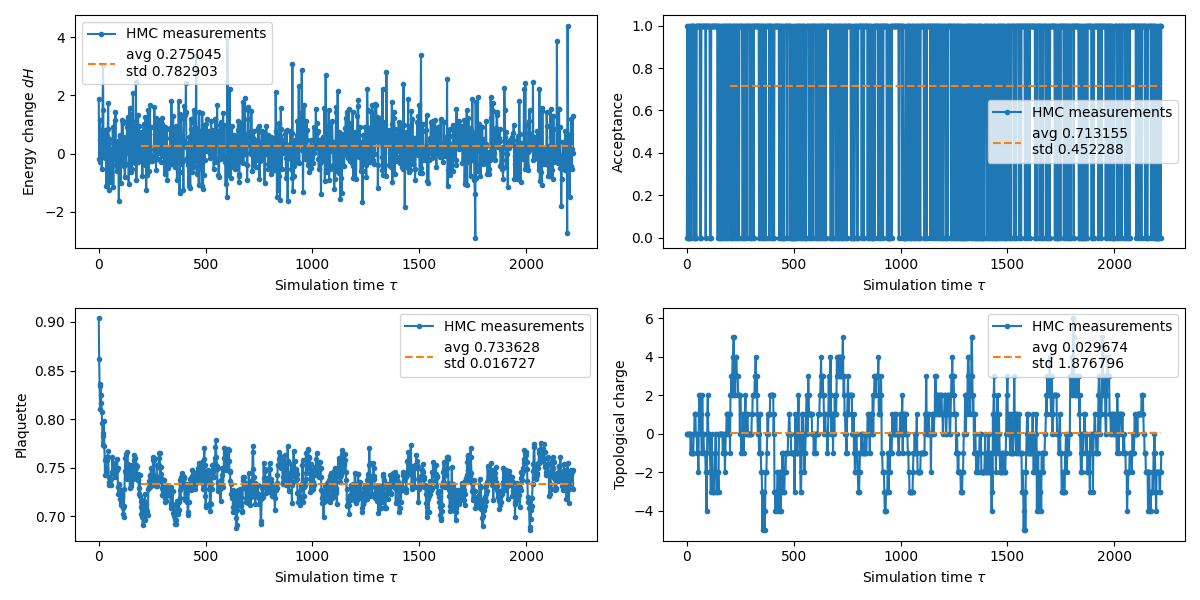 Energy change dH
4
2
0
−2
HMC measurements
avg 0.275045
std 0.782903
0
500
1000
1500
2000
Simulation time τ
Acceptance
1.0
0.8
0.6
0.4
0.2
0.0
HMC measurements
avg 0.713155
std 0.452288
0
500
1000
1500
2000
Simulation time τ
Plaquette
0.90
0.85
0.80
0.75
0.70
HMC measurements
avg 0.733628
std 0.016727
0
500
1000
1500
2000
Simulation time τ
Topological charge
6
4
2
0
−2
−4
HMC measurements
avg 0.029674
std 1.876796
0
500
1000
1500
2000
Simulation time τ